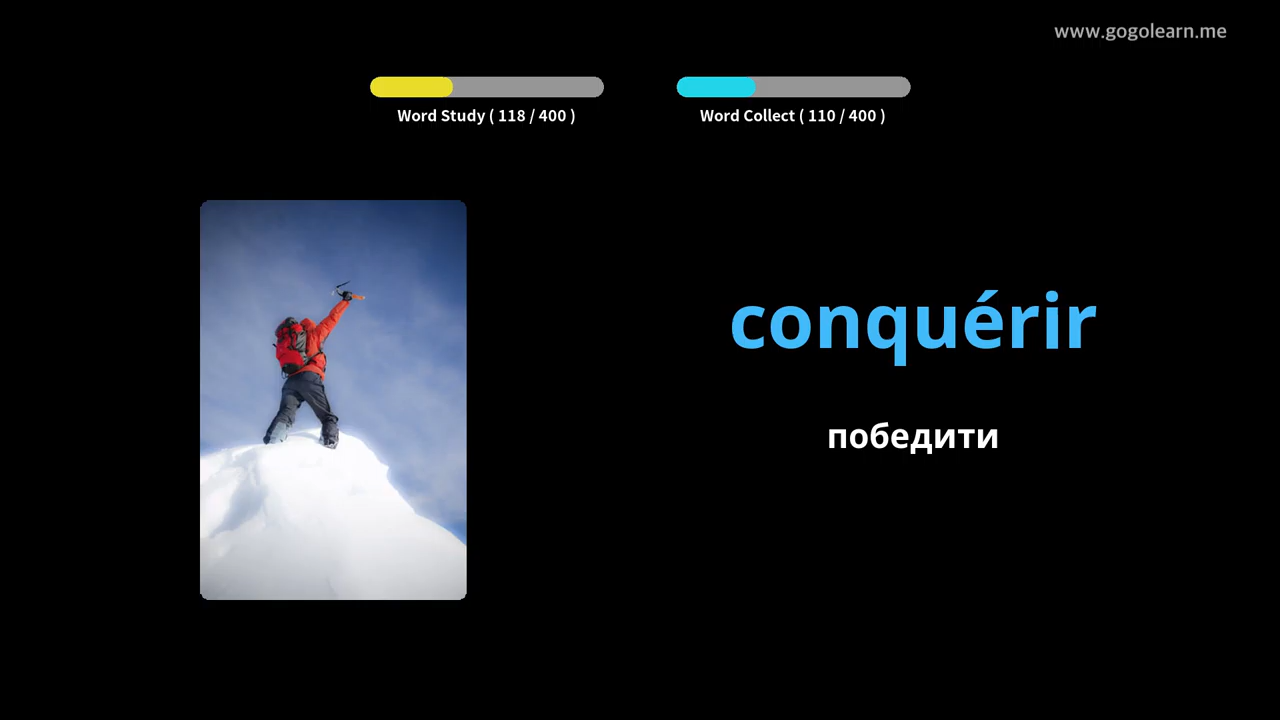 www.gogolearn.me
Word Study ( 118 / 400 )
Word Collect ( 110 / 400 )
conquérir
победити